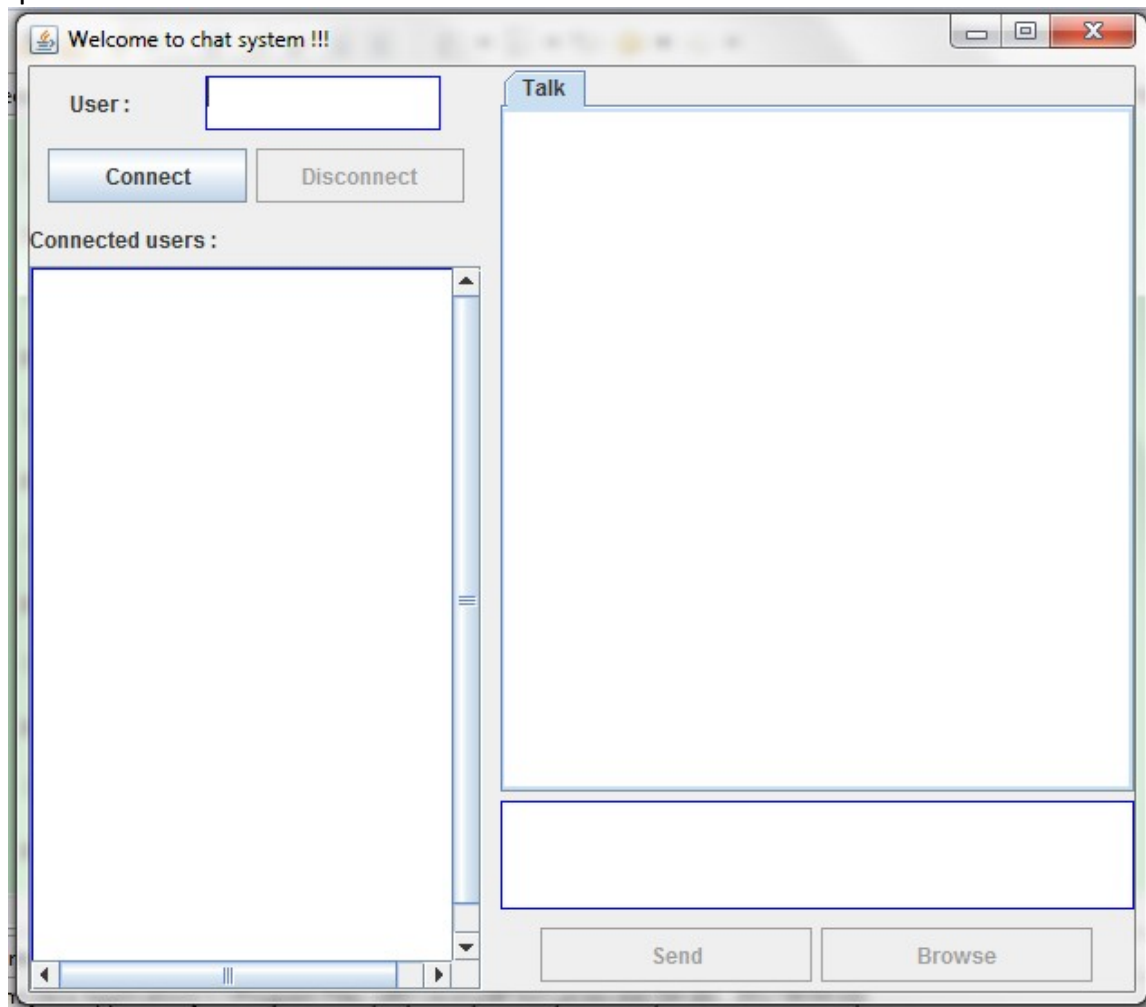 Welcome to chat system !!!
User :
Connect
Disconnect
Connected users :
Talk
Send
Browse